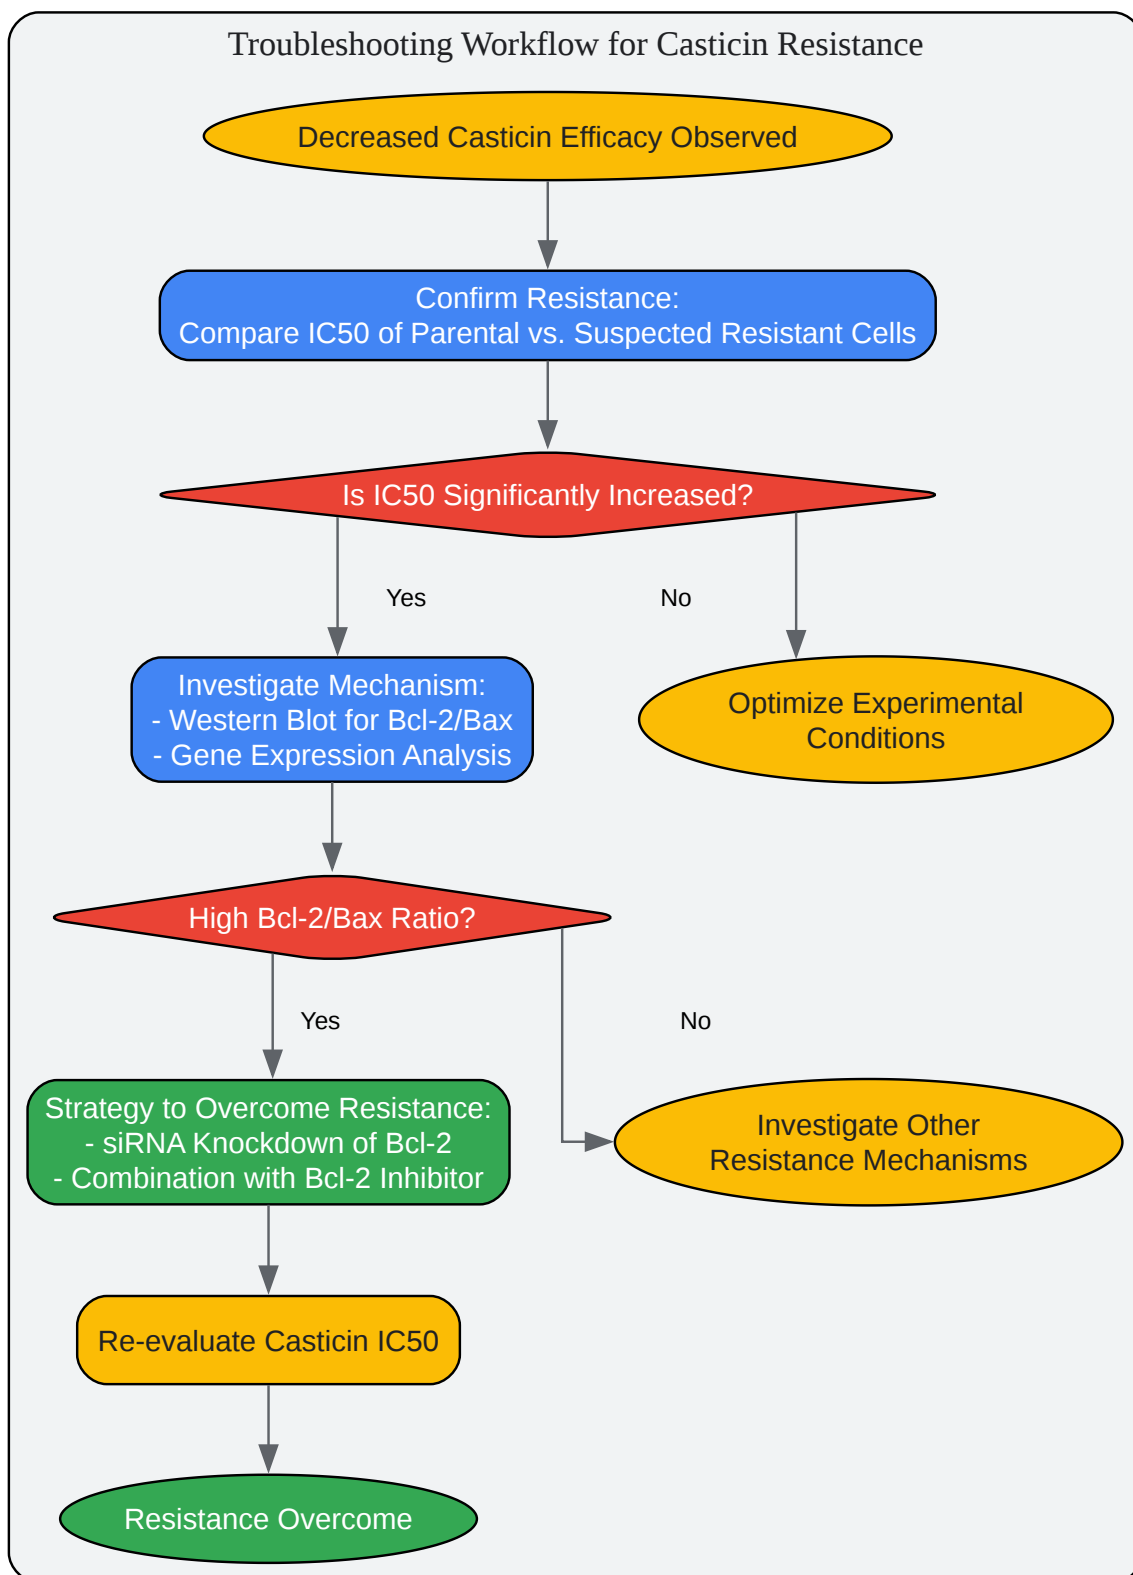 Troubleshooting Workflow for Casticin Resistance
Decreased Casticin Efficacy Observed
Confirm Resistance:
Compare IC50 of Parental vs. Suspected Resistant Cells
Is IC50 Significantly Increased?
Yes
No
Investigate Mechanism:
- Western Blot for Bcl-2/Bax
- Gene Expression Analysis
Optimize Experimental
Conditions
High Bcl-2/Bax Ratio?
Yes
No
Strategy to Overcome Resistance:
- siRNA Knockdown of Bcl-2
- Combination with Bcl-2 Inhibitor
Investigate Other
Resistance Mechanisms
Re-evaluate Casticin IC50
Resistance Overcome